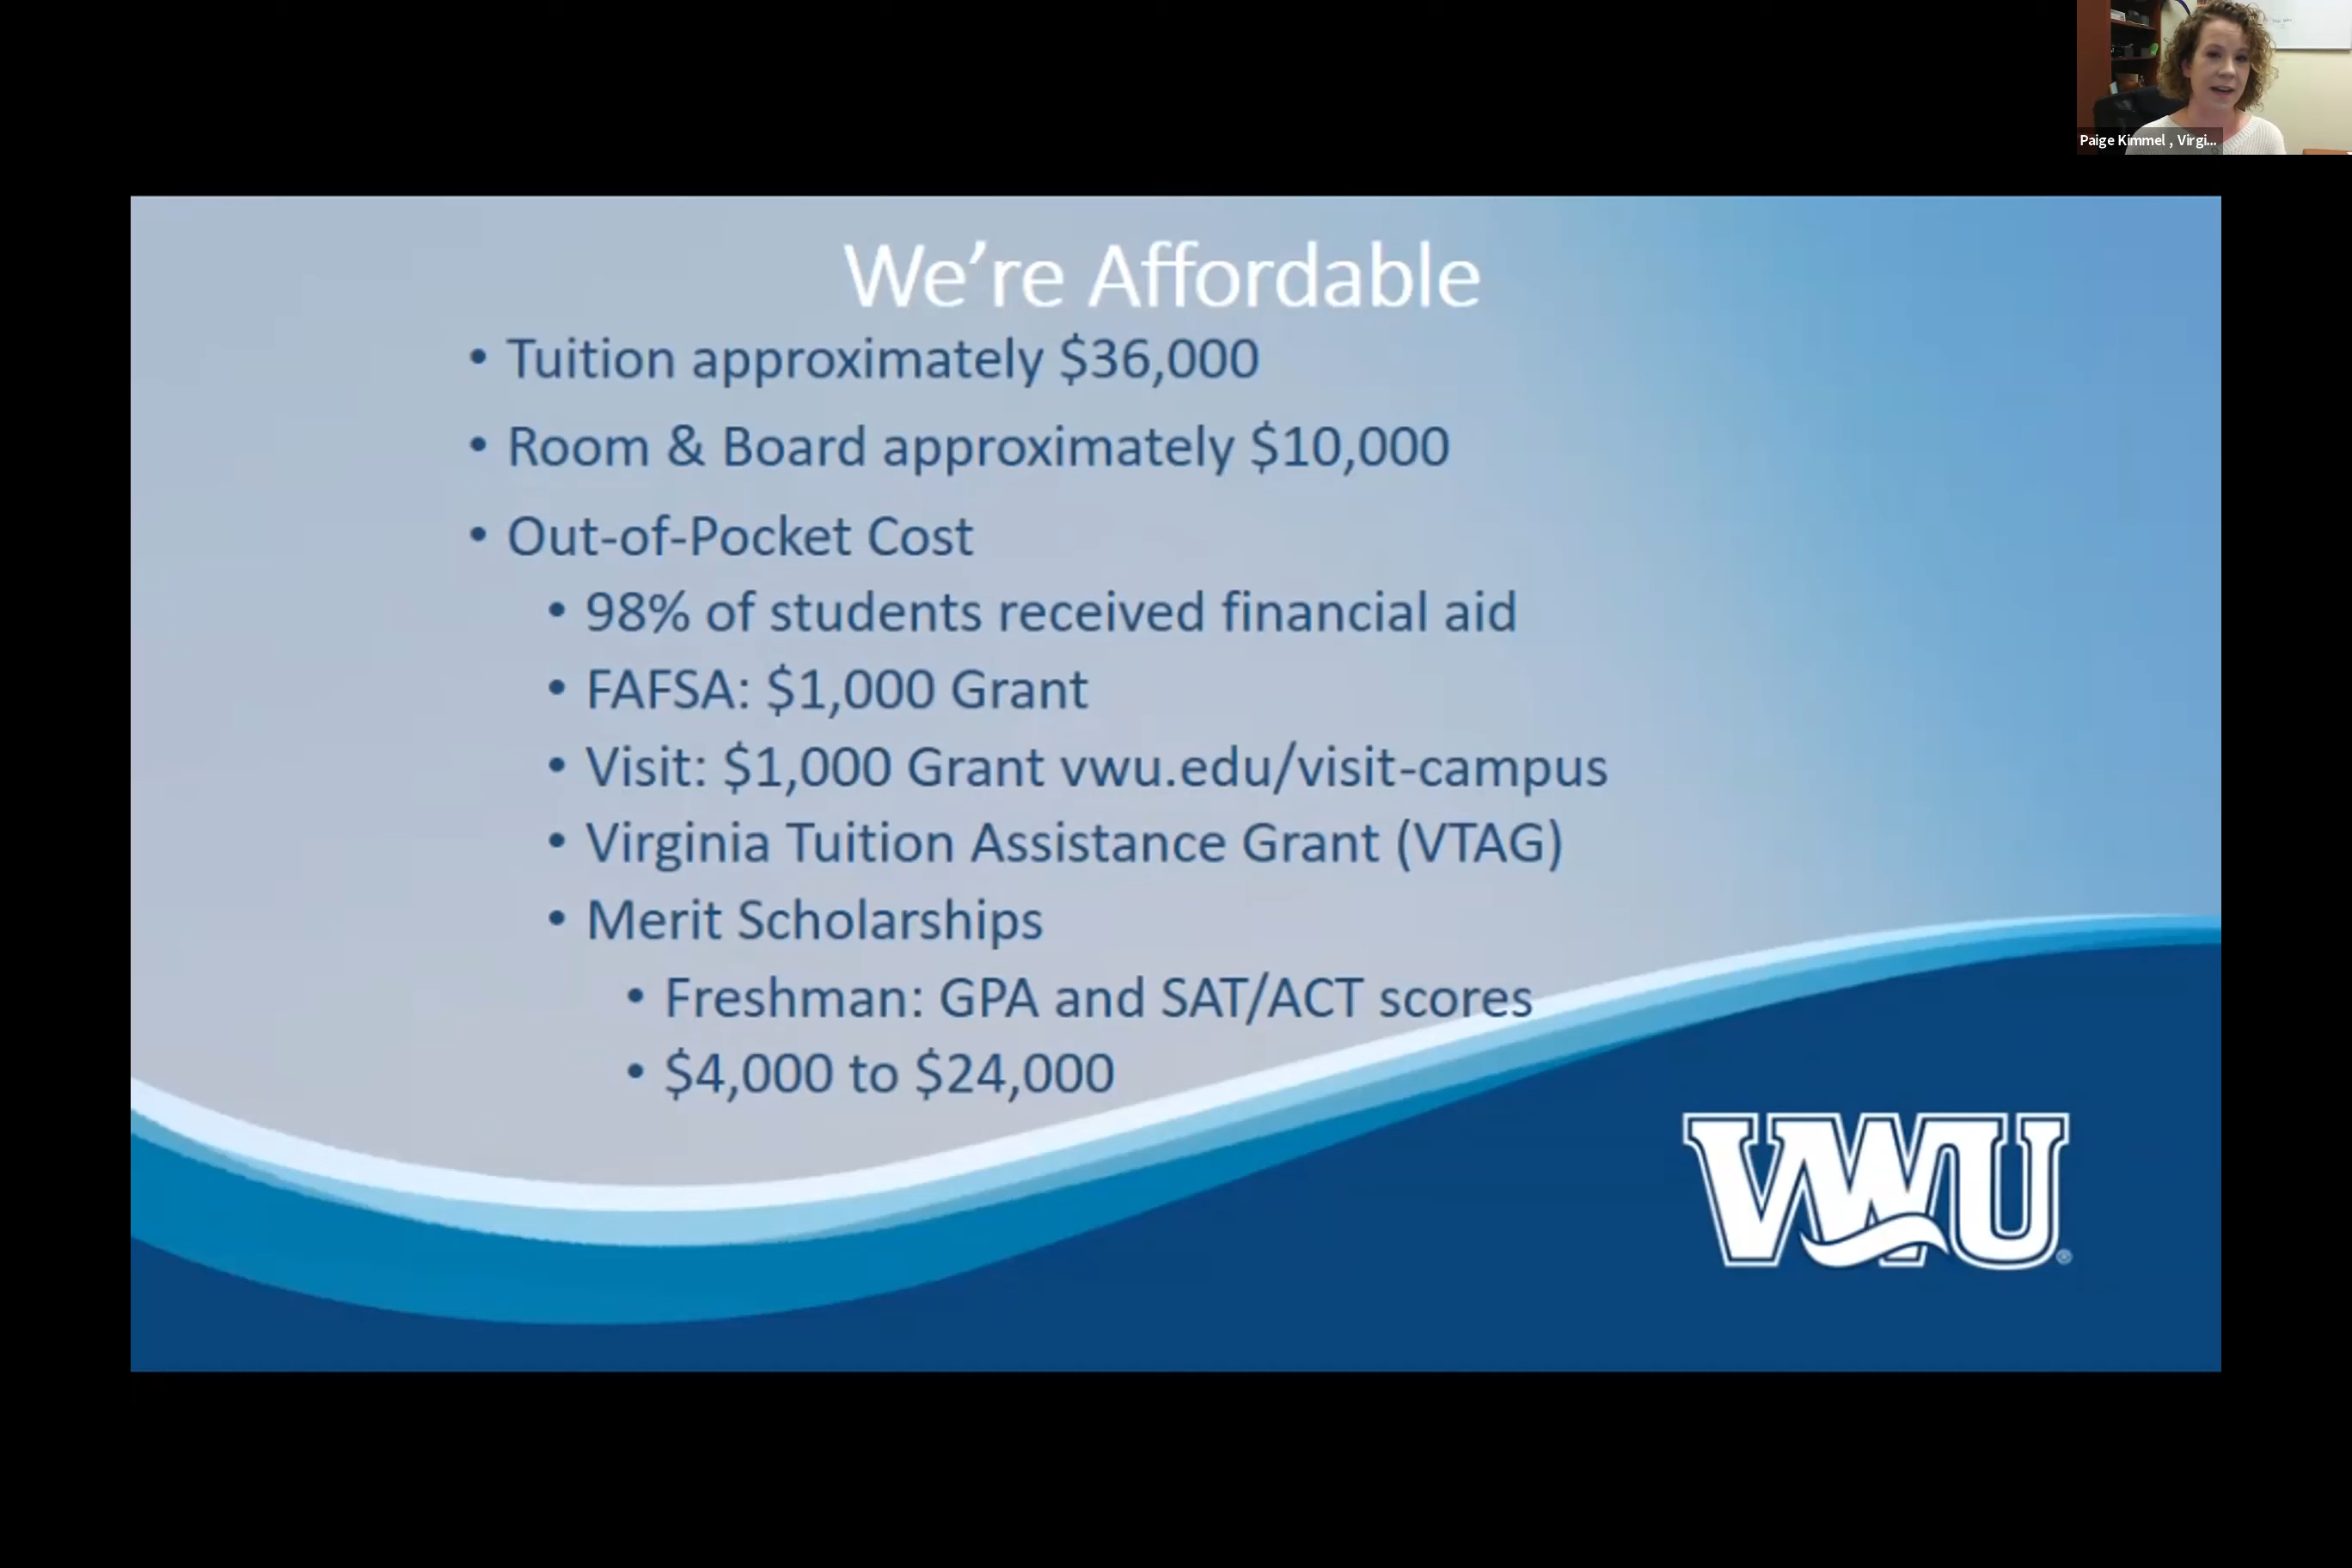 Paige Kimmel , Virgi...
We're Affordable
• Tuition approximately $36,000
• Room & Board approximately $10,000
• Out-of-Pocket Cost
• 98% of students received financial aid
• FAFSA: $1,000 Grant
• Visit: $1,000 Grant vwu.edu/visit-campus
• Virginia Tuition Assistance Grant (VTAG)
• Merit Scholarships
• Freshman: GPA and SAT/ACT scores
• $4,000 to $24,000
VWU®